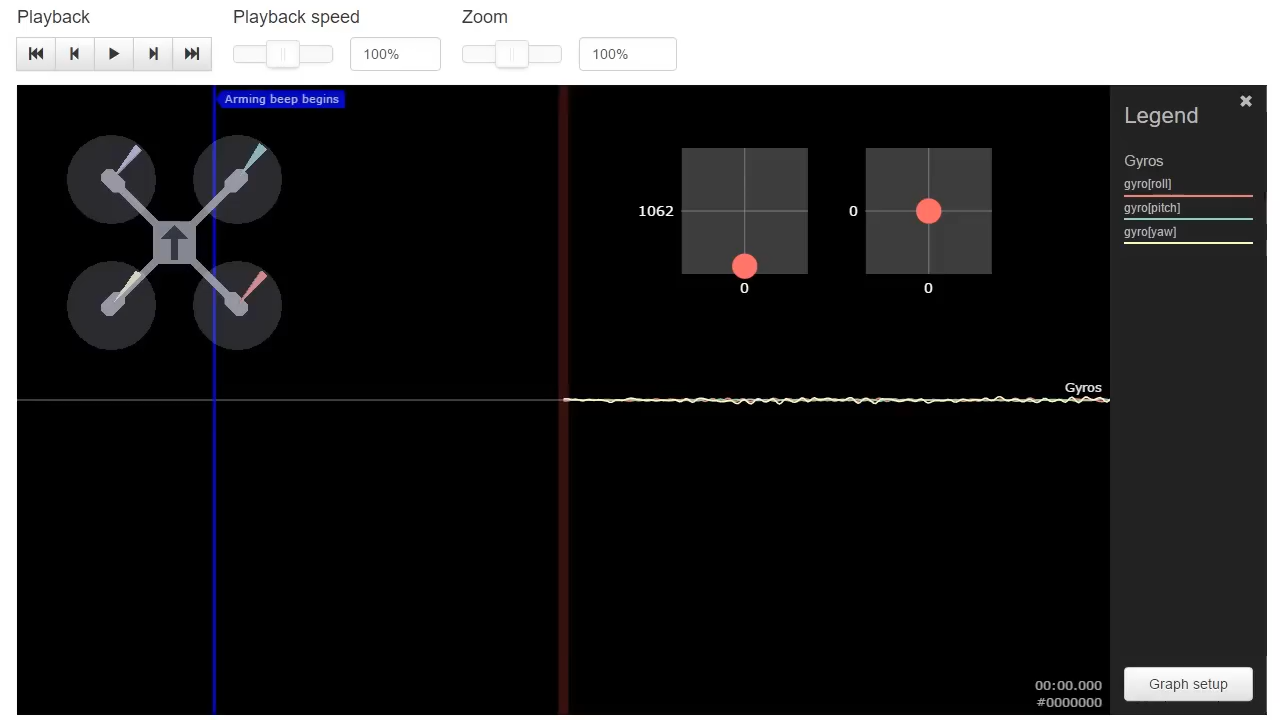 Playback
Playback speed
Zoom
100%
100%
Arming beep begins
1062
0
0
0
Gyros
00:00.000
#0000000
Legend
Gyros
gyro[roll]
gyro[pitch]
gyro[yaw]
Graph setup